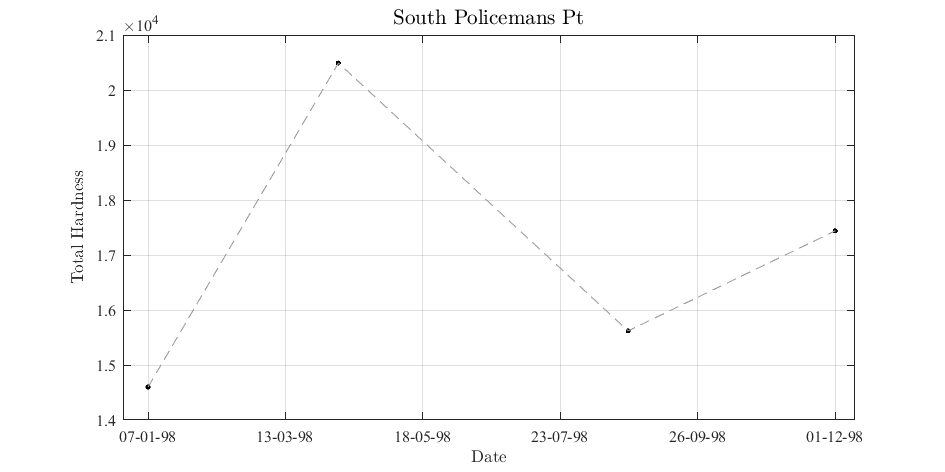 South Policemans Pt
×10⁴
2.1
2
1.9
1.8
1.7
1.6
1.5
1.4
Total Hardness
07-01-98 13-03-98 18-05-98 23-07-98 26-09-98 01-12-98
Date